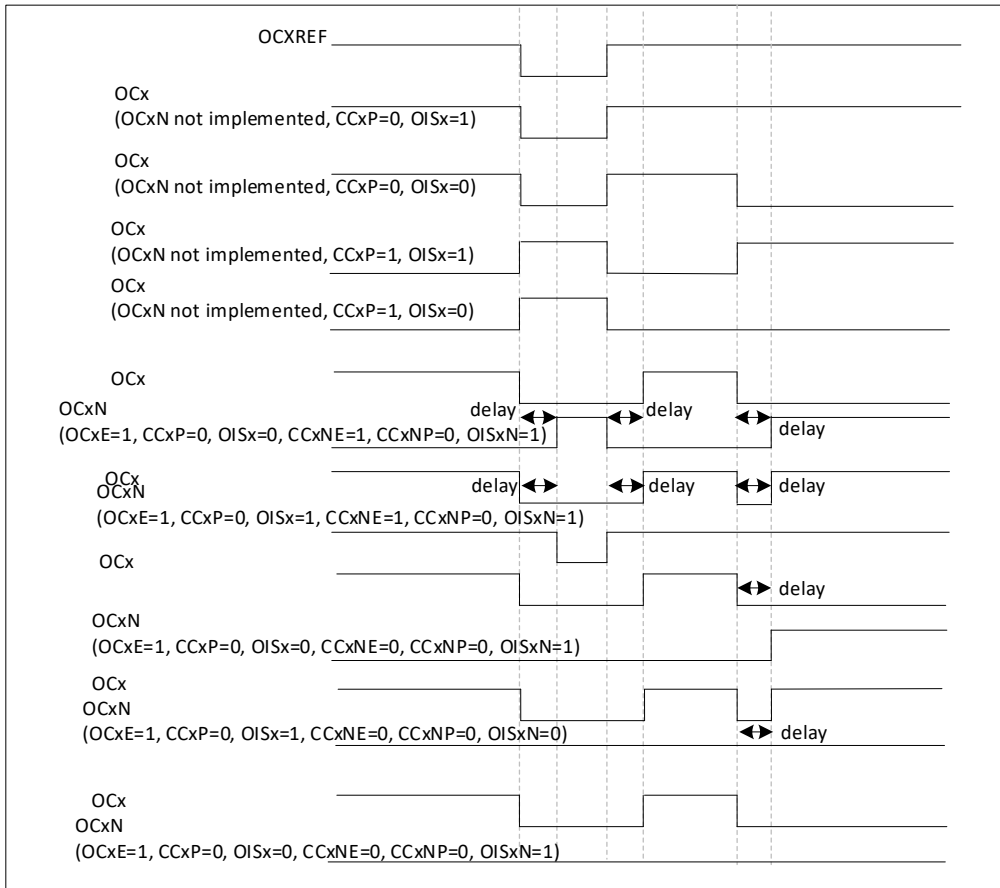 OCXREF
OCx
(OCxN not implemented, CCxP=0, OISx=1)
OCx
(OCxN not implemented, CCxP=0, OISx=0)
OCx
(OCxN not implemented, CCxP=1, OISx=1)
OCx
(OCxN not implemented, CCxP=1, OISx=0)
OCx
OCxN
delay
delay
delay
(OCxE=1, CCxP=0, OISx=0, CCxNE=1, CCxNP=0, OISxN=1)
OCx
OCxN
delay
delay
delay
(OCxE=1, CCxP=0, OISx=1, CCxNE=1, CCxNP=0, OISxN=1)
OCx
delay
OCxN
(OCxE=1, CCxP=0, OISx=0, CCxNE=0, CCxNP=0, OISxN=1)
OCx
OCxN
(OCxE=1, CCxP=0, OISx=1, CCxNE=0, CCxNP=0, OISxN=0)
delay
OCx
OCxN
(OCxE=1, CCxP=0, OISx=0, CCxNE=0, CCxNP=0, OISxN=1)